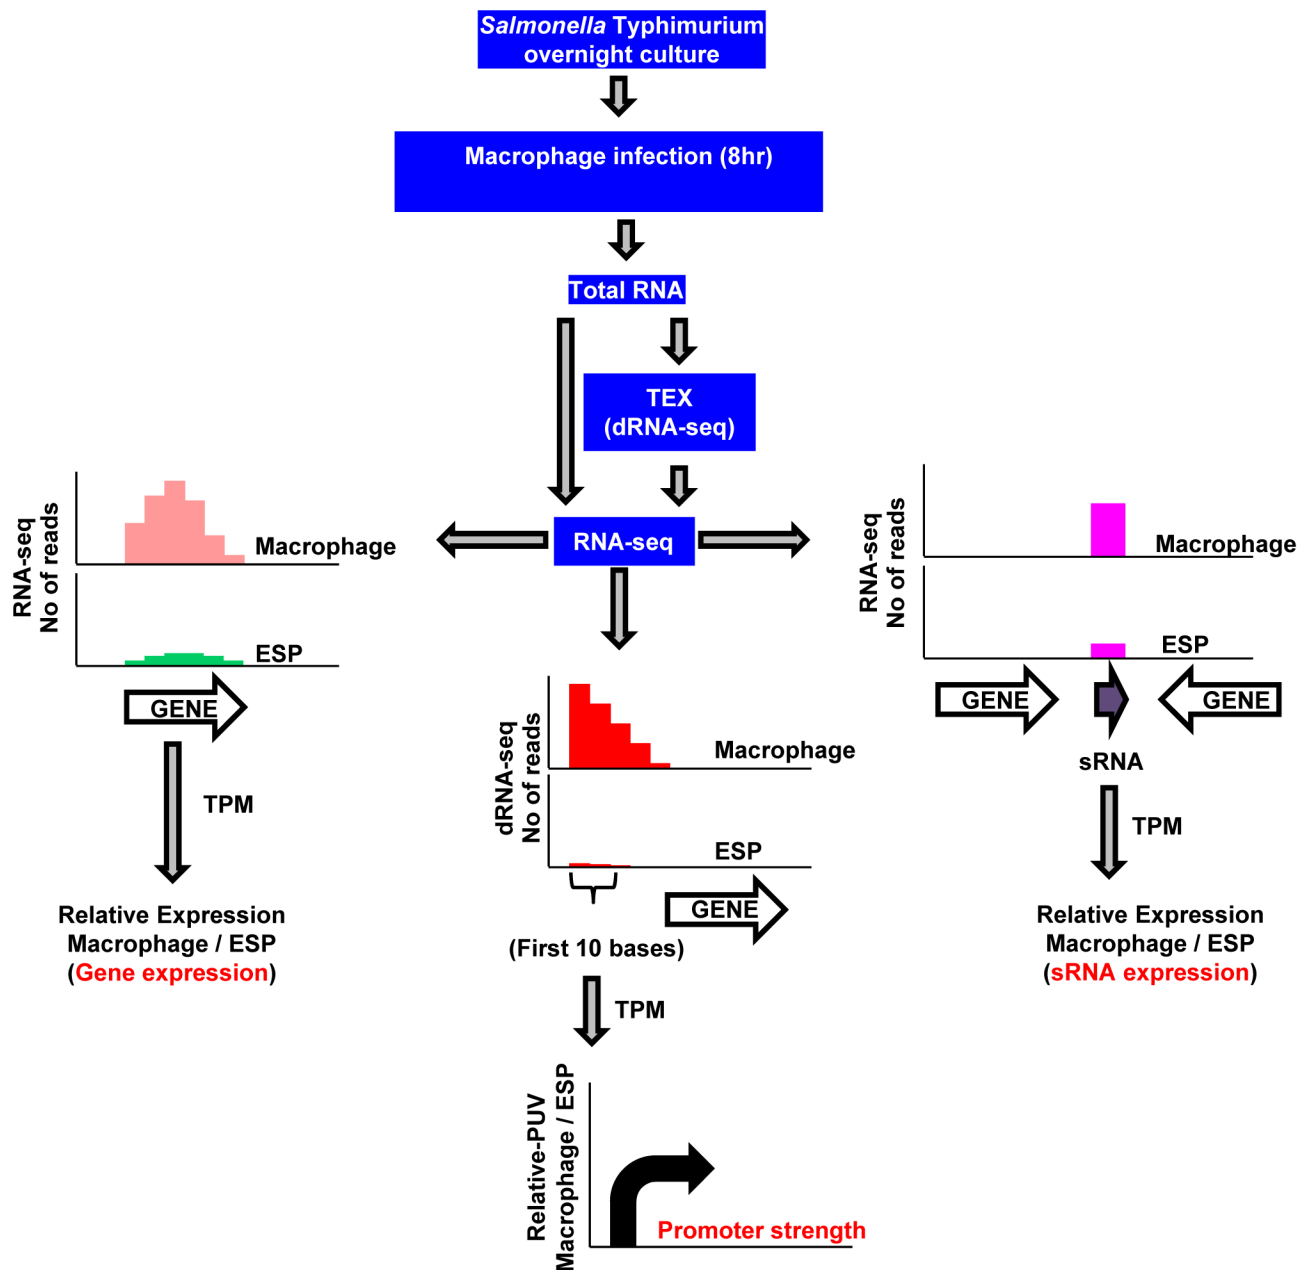 Salmonella Typhimurium
overnight culture
Macrophage infection (8hr)
Total RNA
TEX
(dRNA-seq)
RNA-seq
RNA-seq
No of reads
Macrophage
ESP
GENE
TPM
Relative Expression
Macrophage / ESP
(Gene expression)
dRNA-seq
No of reads
Macrophage
ESP
GENE
(First 10 bases)
TPM
Relative-PUV
Macrophage / ESP
Promoter strength
RNA-seq
No of reads
Macrophage
ESP
GENE
GENE
sRNA
TPM
Relative Expression
Macrophage / ESP
(sRNA expression)